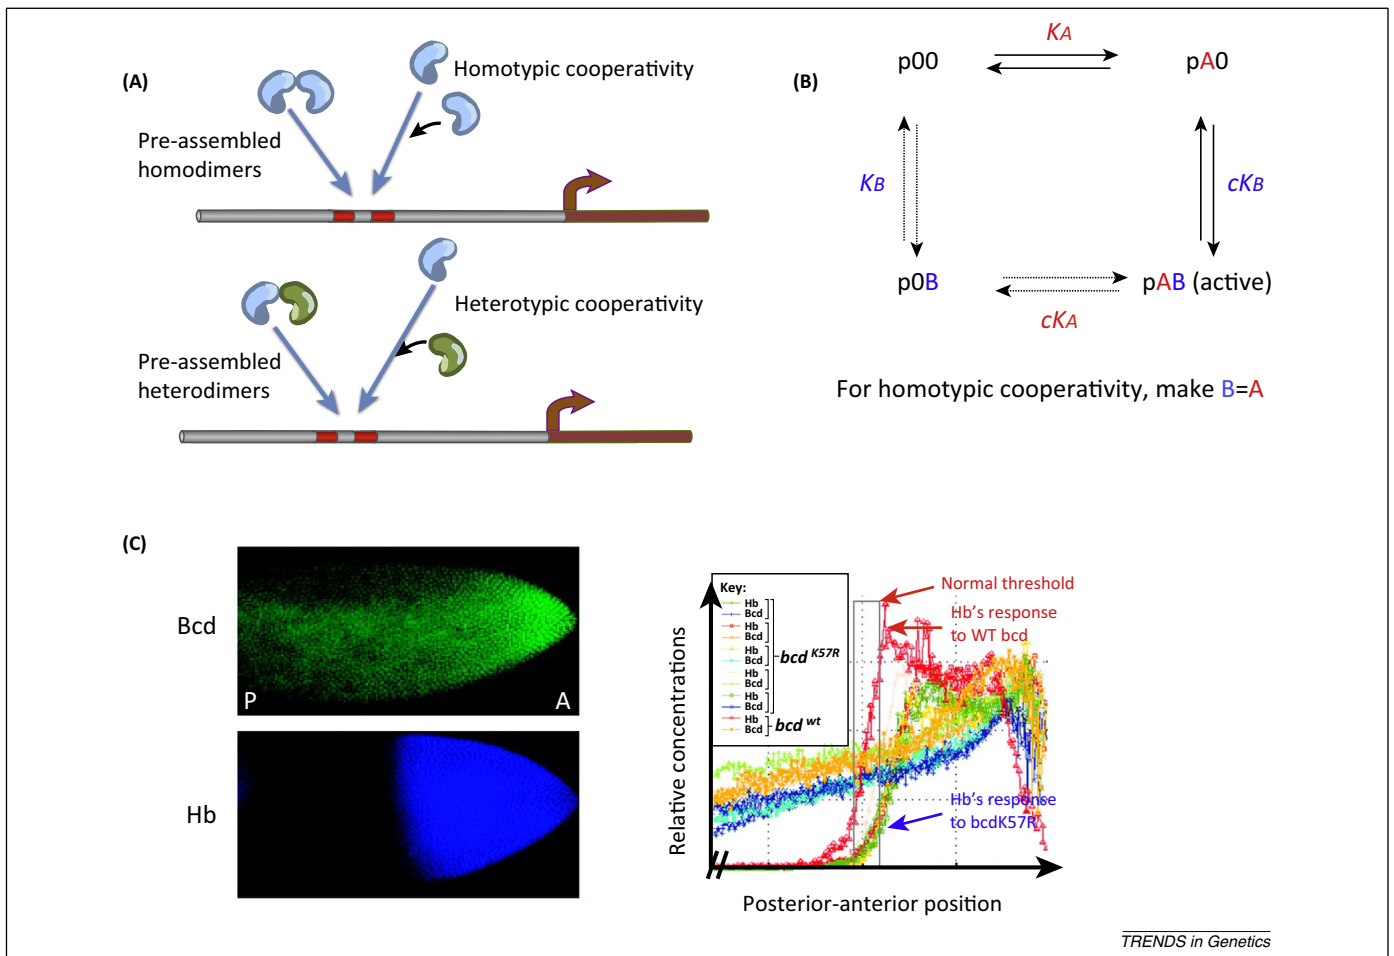 (A)
Homotypic cooperativity
Pre-assembled
homodimers
Heterotypic cooperativity
Pre-assembled
heterodimers
(B)
KA
p00
pA0
KB
cKB
p0B
pAB (active)
cKA
For homotypic cooperativity, make B=A
(C)
Bcd
P
A
Hb
Relative concentrations
Key:
Hb
Bcd
Hb
Bcd
Hb
Bcd
Hb
Bcd
Hb
Bcd
Hb
Bcd
bcd K57R
bcd wt
Normal threshold
Hb's response
to WT bcd
Hb's response
to bcdK57R
Posterior-anterior position
TRENDS in Genetics